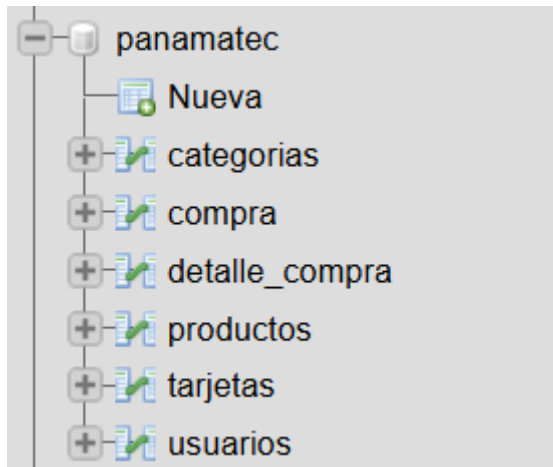 panamatec
Nueva
categorias
compra
detalle_compra
productos
tarjetas
usuarios